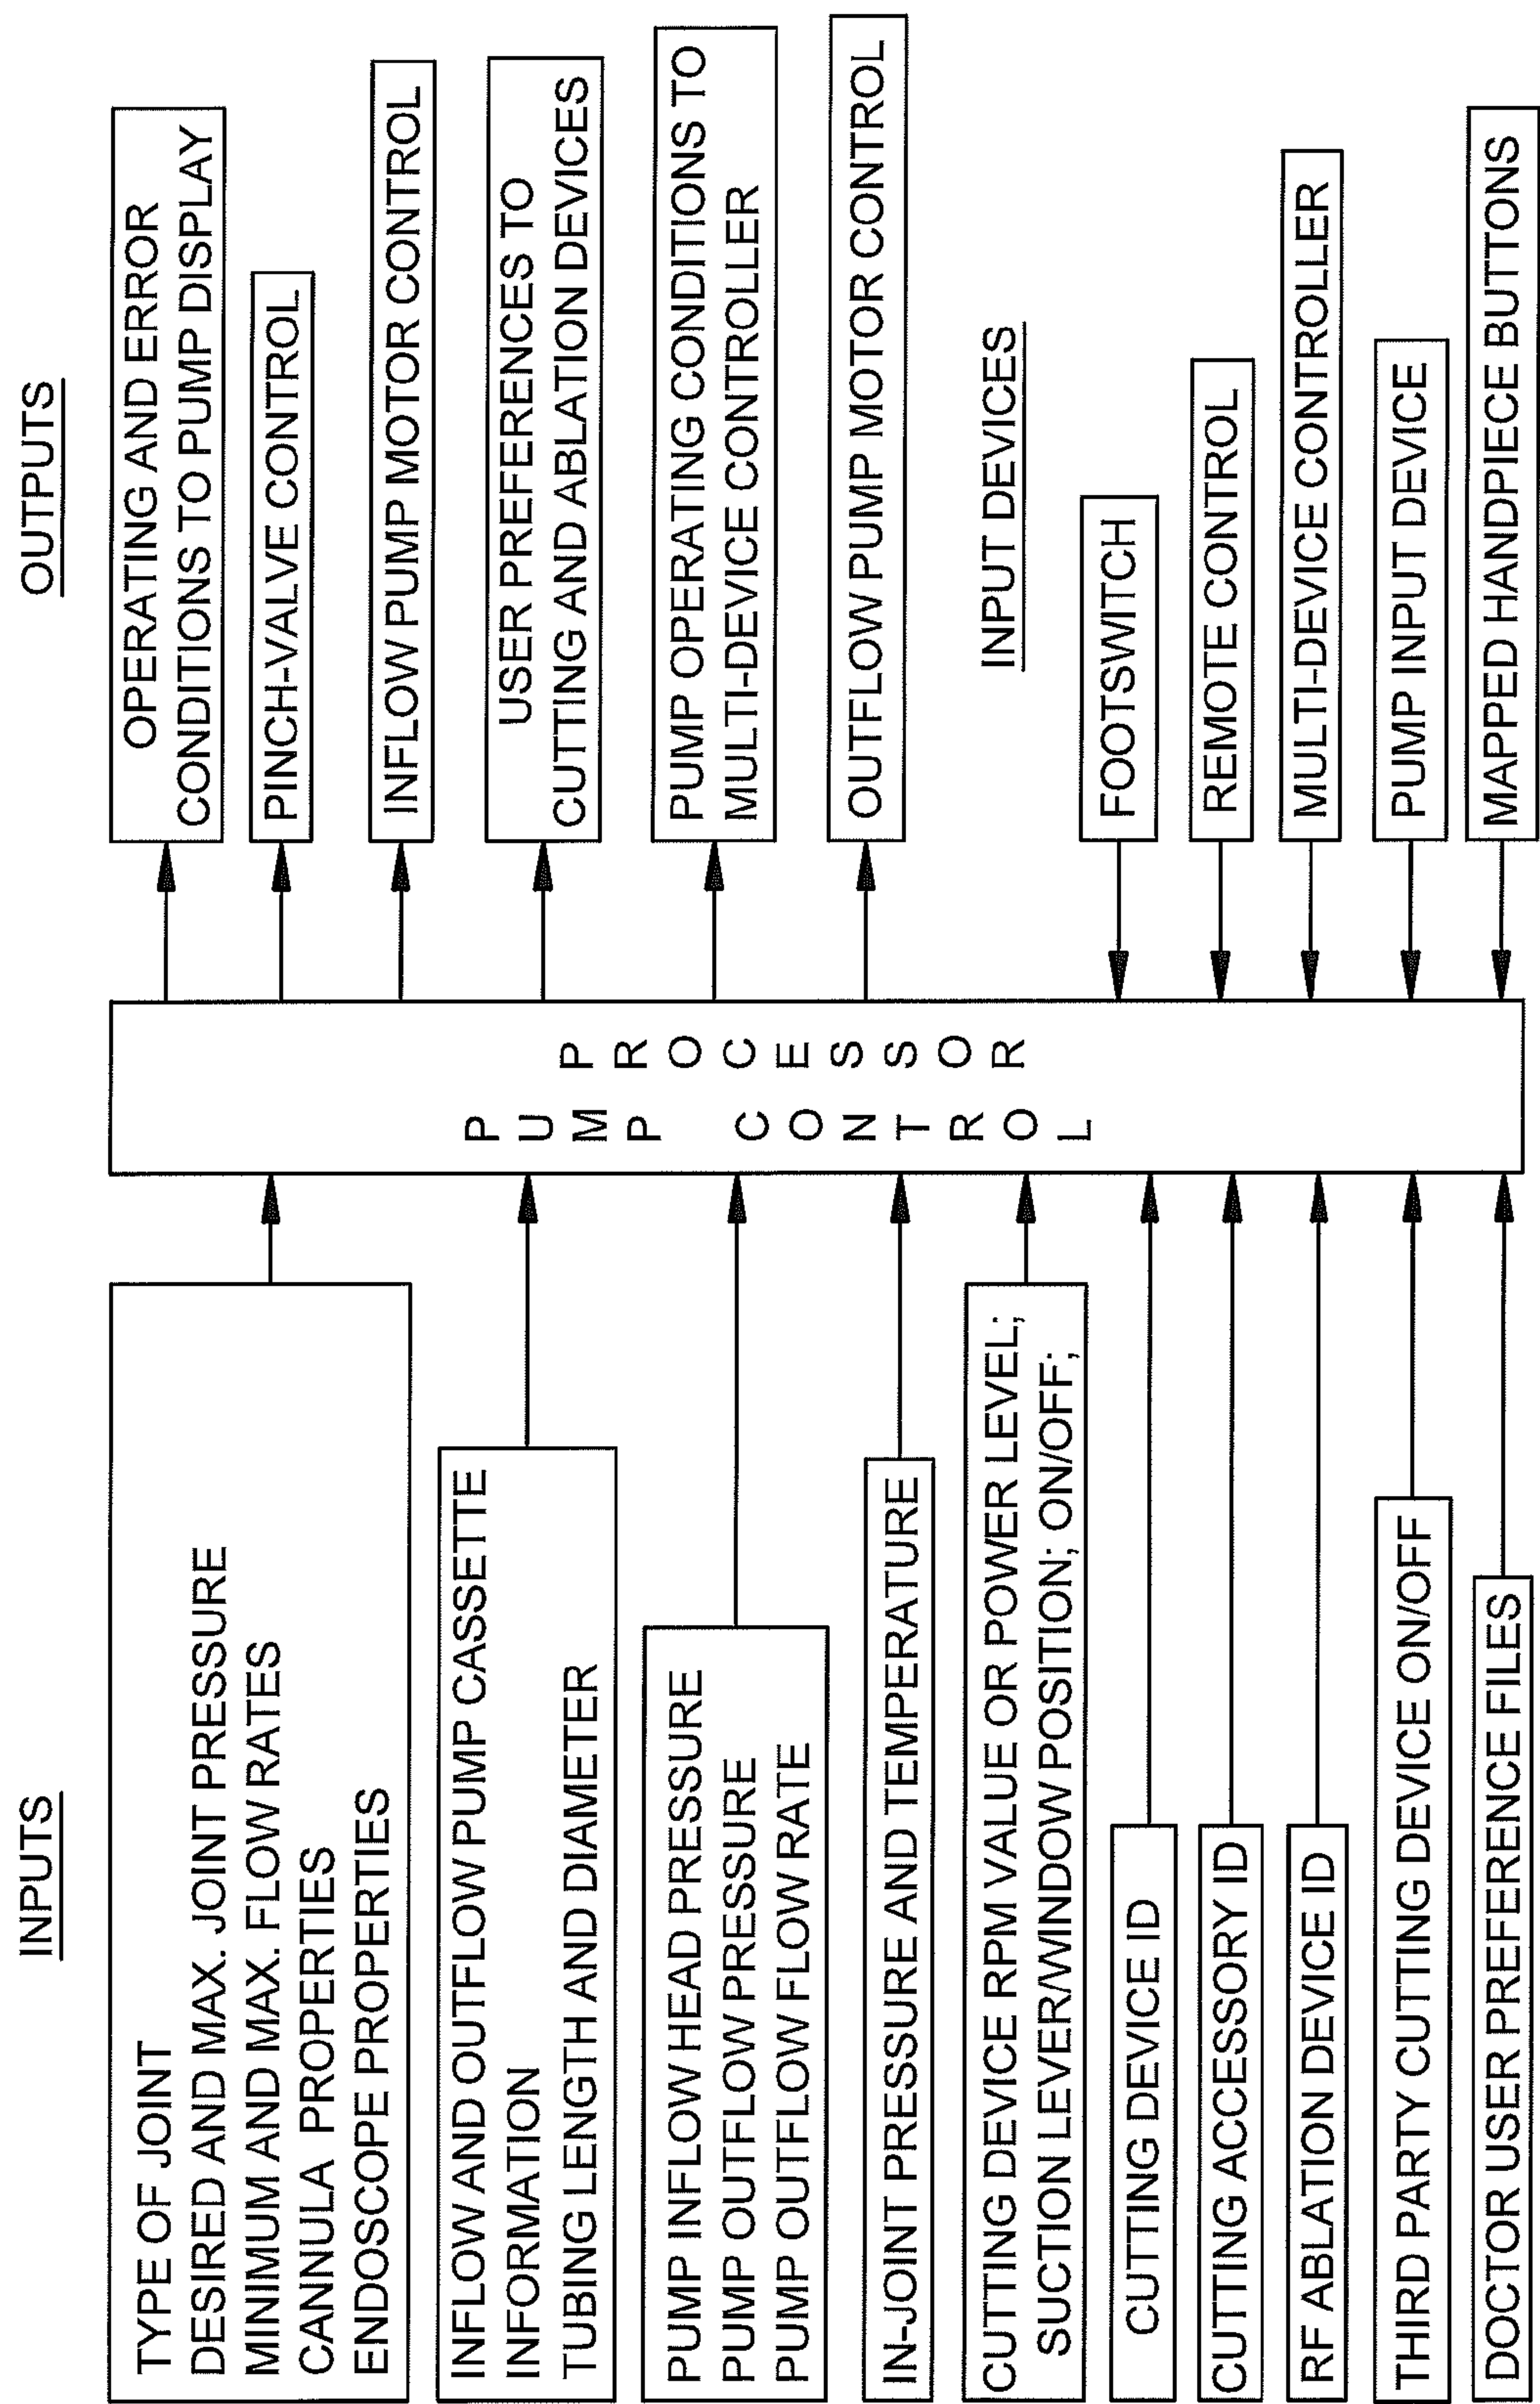 INPUTS
TYPE OF JOINT
DESIRED AND MAX. JOINT PRESSURE
MINIMUM AND MAX. FLOW RATES
CANNULA PROPERTIES
ENDOSCOPE PROPERTIES
INFLOW AND OUTFLOW PUMP CASSETTE
INFORMATION
TUBING LENGTH AND DIAMETER
PUMP INFLOW HEAD PRESSURE
PUMP OUTFLOW PRESSURE
PUMP OUTFLOW FLOW RATE
IN-JOINT PRESSURE AND TEMPERATURE
CUTTING DEVICE RPM VALUE OR POWER LEVEL;
SUCTION LEVER/WINDOW POSITION; ON/OFF;
CUTTING DEVICE ID
CUTTING ACCESSORY ID
RF ABLATION DEVICE ID
THIRD PARTY CUTTING DEVICE ON/OFF
DOCTOR USER PREFERENCE FILES
PUMP CONTROL
PROCESSOR
OUTPUTS
OPERATING AND ERROR
CONDITIONS TO PUMP DISPLAY
PINCH-VALVE CONTROL
INFLOW PUMP MOTOR CONTROL
USER PREFERENCES TO
CUTTING AND ABLATION DEVICES
PUMP OPERATING CONDITIONS TO
MULTI-DEVICE CONTROLLER
OUTFLOW PUMP MOTOR CONTROL
INPUT DEVICES
FOOTSWITCH
REMOTE CONTROL
MULTI-DEVICE CONTROLLER
PUMP INPUT DEVICE
MAPPED HANDPIECE BUTTONS